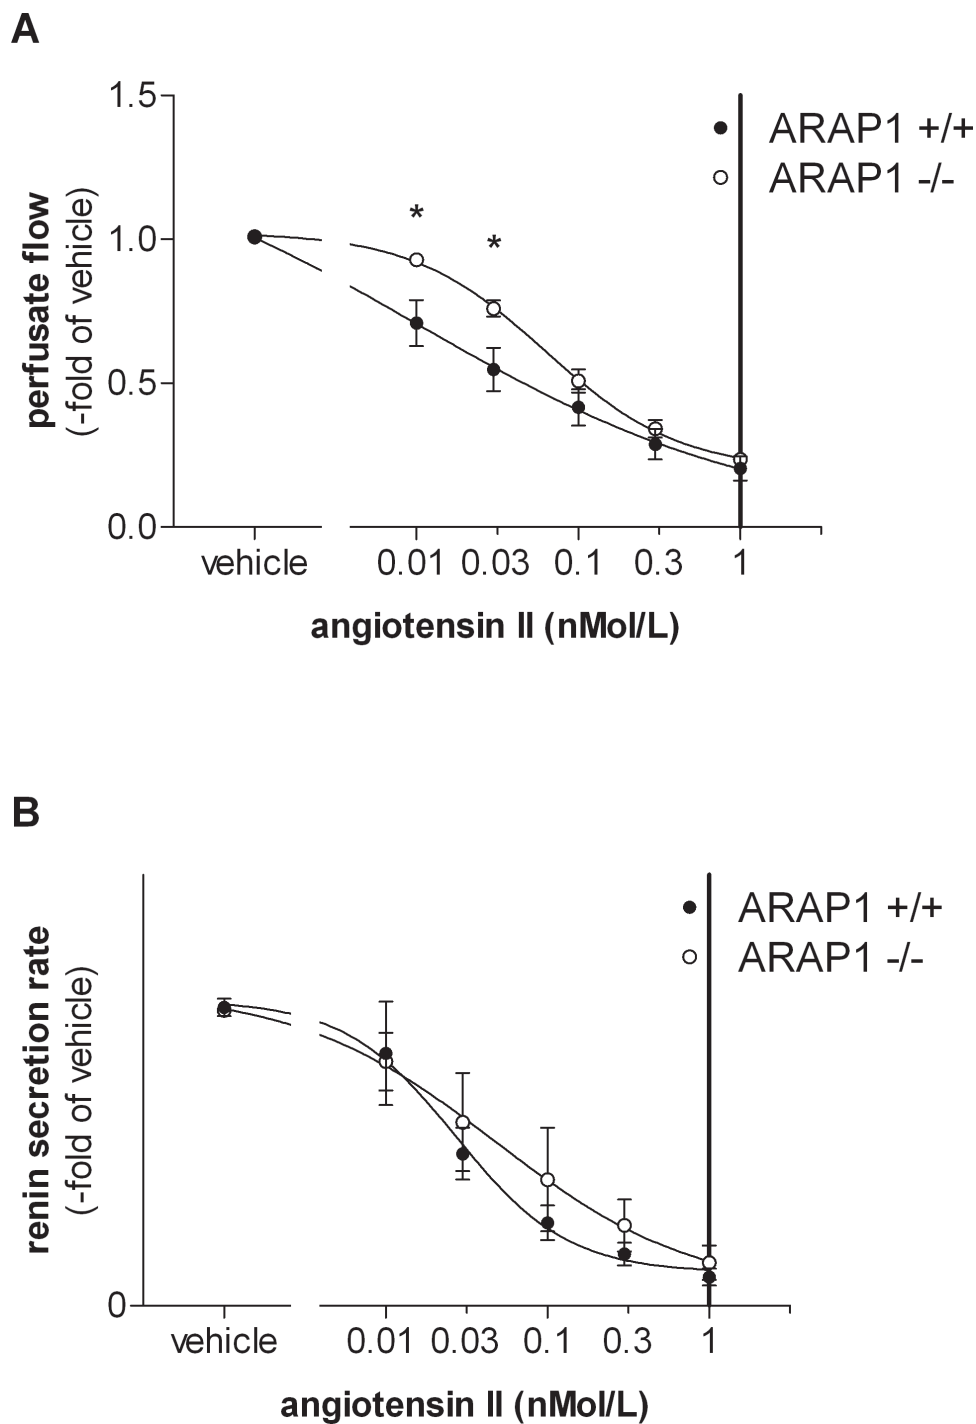 A
perfusate flow
(-fold of vehicle)
1.5
1.0
0.5
0.0
*
*
ARAP1 +/+
ARAP1 -/-
vehicle 0.01 0.03 0.1 0.3 1
angiotensin II (nMol/L)
B
renin secretion rate
(-fold of vehicle)
0
ARAP1 +/+
ARAP1 -/-
vehicle 0.01 0.03 0.1 0.3 1
angiotensin II (nMol/L)